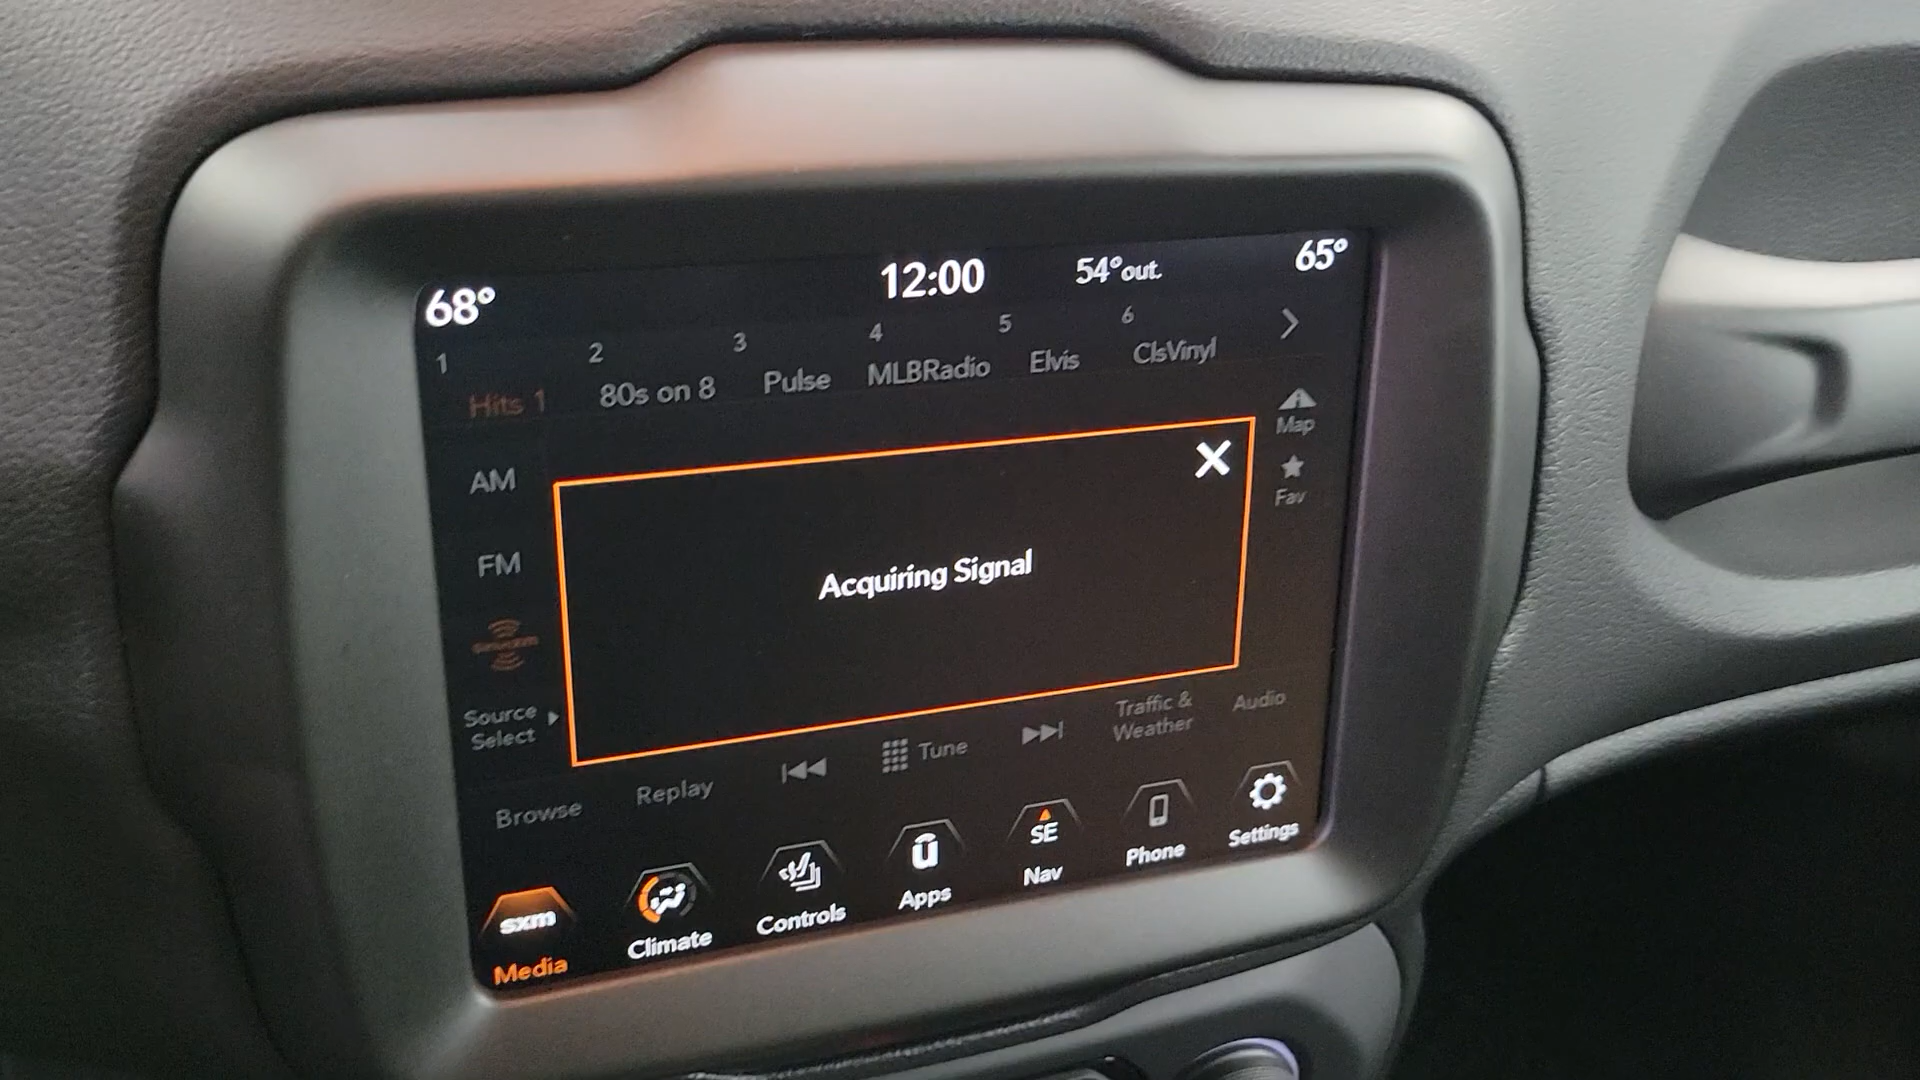 68° 12:00 54°out. 65°
1 2 3 4 5 6
Hits 1 80s on 8 Pulse MLBRadio Elvis ClsVinyl
Map
AM
Fav
Acquiring Signal
FM
Source
Select
Traffic &
Weather
Audio
Browse Replay Tune
sxm
SE
Media Climate Controls Apps Nav Phone Settings